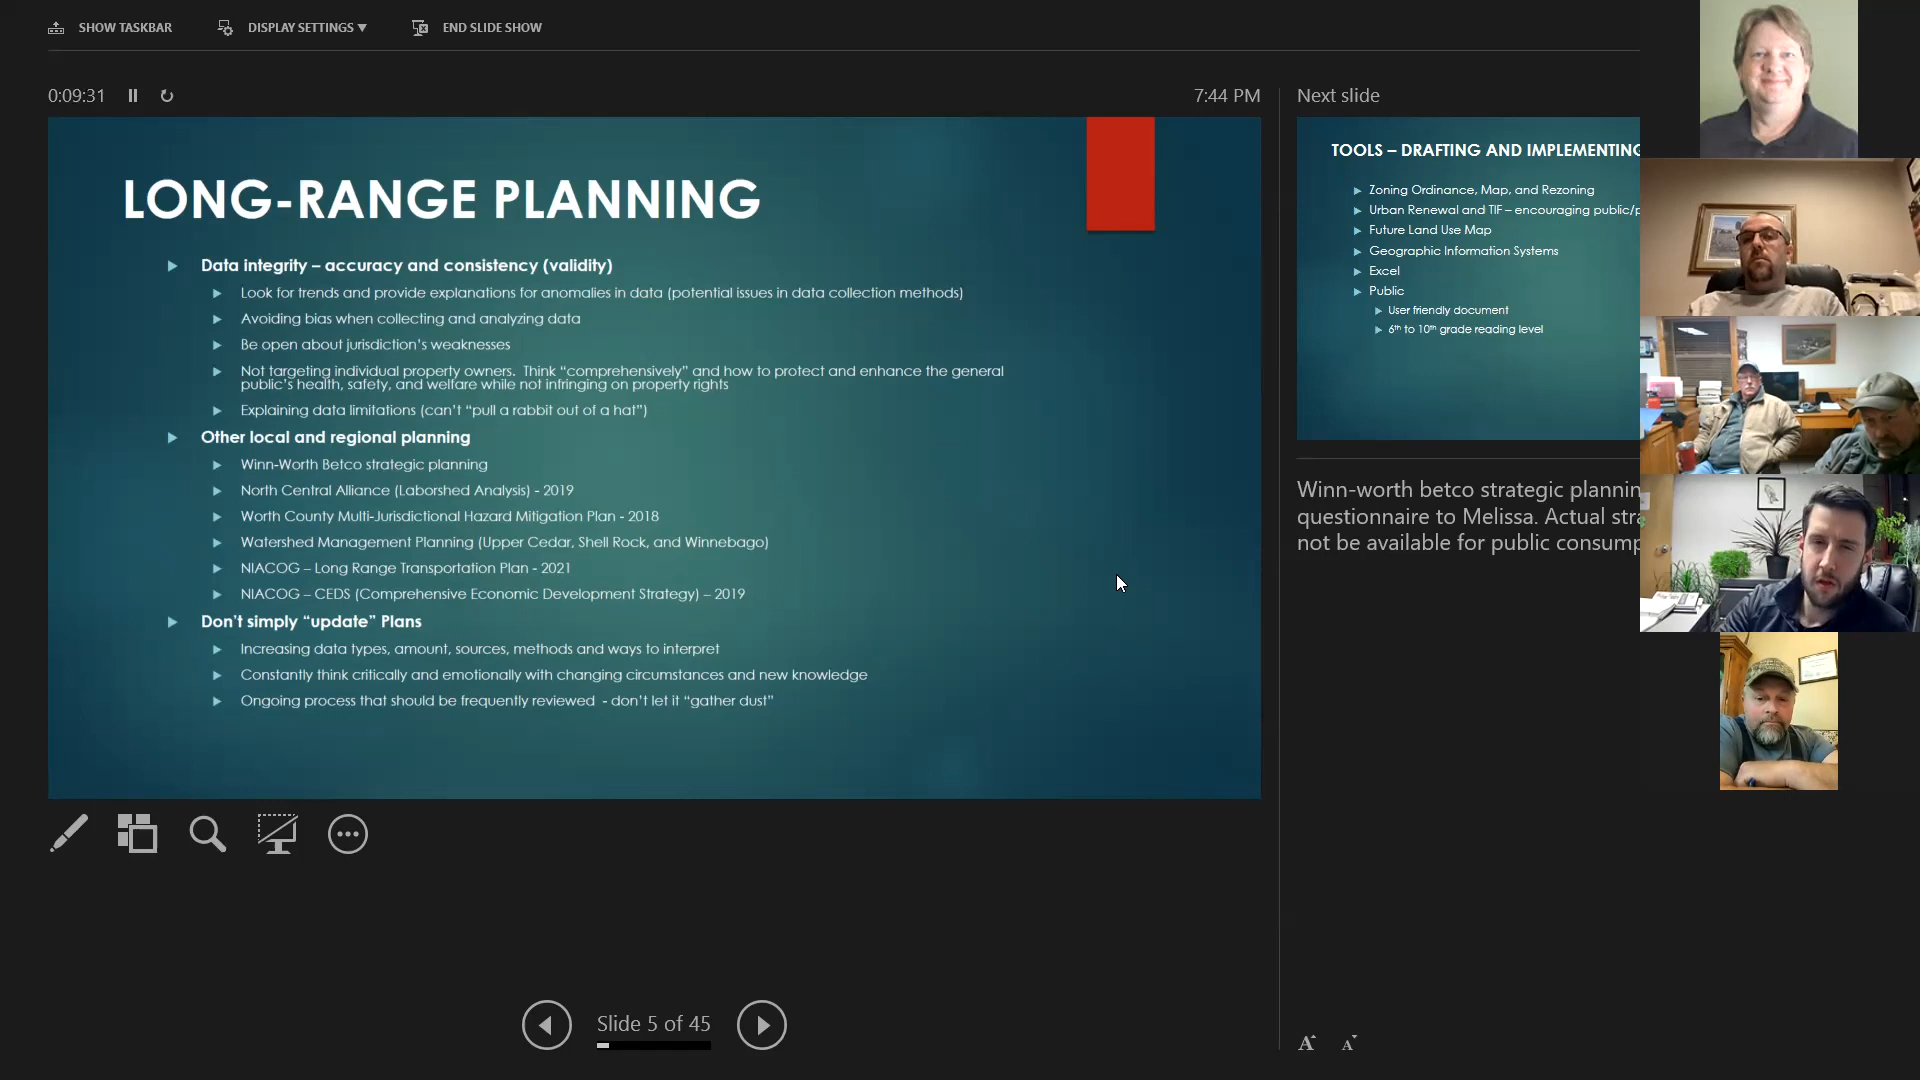 SHOW TASKBAR
DISPLAY SETTINGS
END SLIDE SHOW
0:09:31
7:44 PM
Next slide
LONG-RANGE PLANNING
Data integrity – accuracy and consistency (validity)
Look for trends and provide explanations for anomalies in data (potential issues in data collection methods)
Avoiding bias when collecting and analyzing data
Be open about jurisdiction's weaknesses
Not targeting individual property owners. Think "comprehensively" and how to protect and enhance the general
public's health, safety, and welfare while not infringing on property rights
Explaining data limitations (can't "pull a rabbit out of a hat")
Other local and regional planning
Winn-Worth Betco strategic planning
North Central Alliance (Laborshed Analysis) - 2019
Worth County Multi-Jurisdictional Hazard Mitigation Plan - 2018
Watershed Management Planning (Upper Cedar, Shell Rock, and Winnebago)
NIACOG – Long Range Transportation Plan - 2021
NIACOG – CEDS (Comprehensive Economic Development Strategy) – 2019
Don't simply "update" Plans
Increasing data types, amount, sources, methods and ways to interpret
Constantly think critically and emotionally with changing circumstances and new knowledge
Ongoing process that should be frequently reviewed - don't let it "gather dust"
TOOLS – DRAFTING AND IMPLEMENTING
Zoning Ordinance, Map, and Rezoning
Urban Renewal and TIF – encouraging public/p
Future Land Use Map
Geographic Information Systems
Excel
Public
User friendly document
6th to 10th grade reading level
Winn-worth betco strategic plannin
questionnaire to Melissa. Actual stra
not be available for public consump
Slide 5 of 45
A A